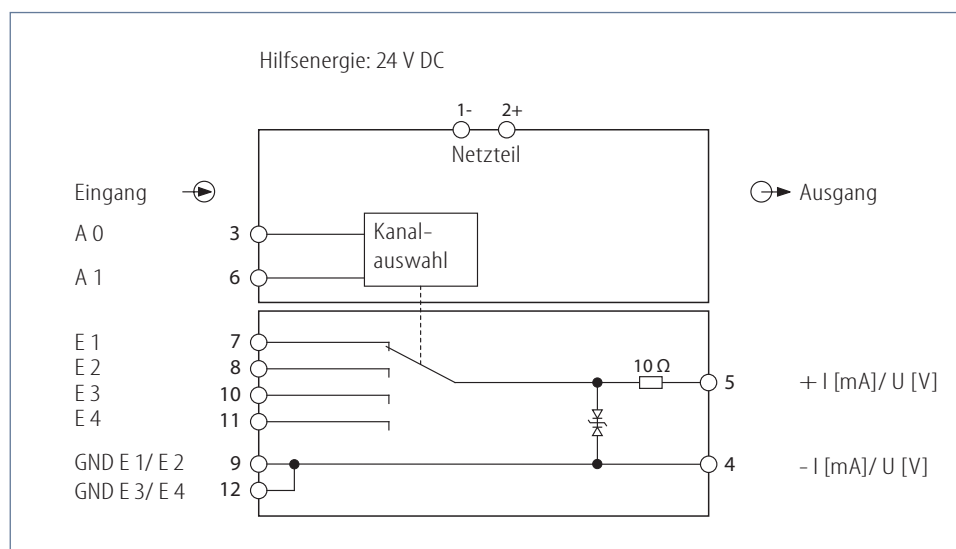 Hilfsenergie: 24 V DC
1- 2+
Netzteil
Eingang Ausgang
A 0 3 Kanal-
auswahl
A 1 6
E 1 7
E 2 8
E 3 10
E 4 11
10 Ω
5 + I [mA]/ U [V]
GND E 1/ E 2 9
4 - I [mA]/ U [V]
GND E 3/ E 4 12